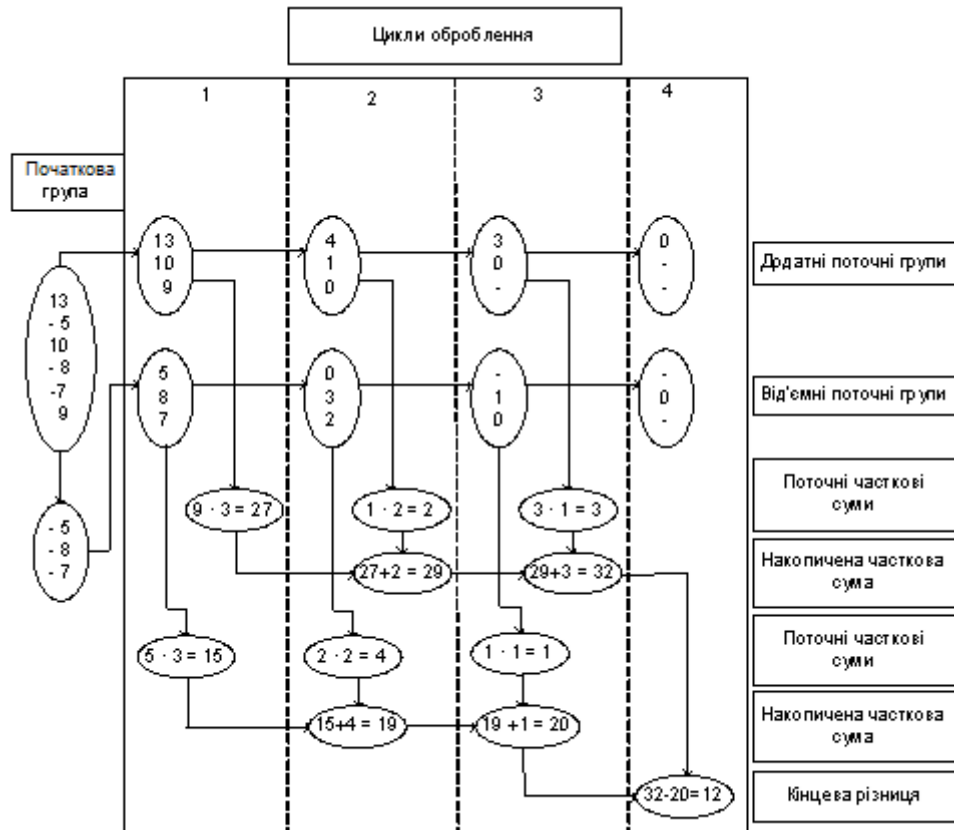 Цикли оброблення
1
2
3
4
Початкова
група
13
10
9
4
1
0
3
0
-
0
-
-
Додатні поточні групи
13
- 5
10
- 8
-7
9
5
8
7
0
3
2
-
1
0
-
0
-
Від'ємні поточні групи
9 · 3 = 27
1 · 2 = 2
3 · 1 = 3
Поточні часткові
суми
- 5
- 8
- 7
27+2 = 29
29+3 = 32
Накопичена часткова
сума
5 · 3 = 15
2 · 2 = 4
1 · 1 = 1
Поточні часткові
суми
15+4 = 19
19 +1 = 20
Накопичена часткова
сума
32-20= 12
Кінцева різниця